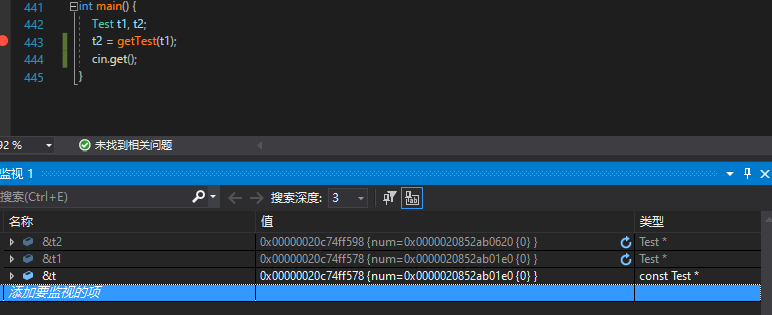 441 int main() {
442 Test t1, t2;
443 t2 = getTest(t1);
444 cin.get();
445 }
92 % 未找到相关问题
监视 1
搜索(Ctrl+E) 搜索深度: 3
名称 值 类型
&t2 0x00000020c74ff598 {num=0x0000020852ab0620 {0} } Test *
&t1 0x00000020c74ff578 {num=0x0000020852ab01e0 {0} } Test *
&t 0x00000020c74ff578 {num=0x0000020852ab01e0 {0} } const Test *
添加要监视的项